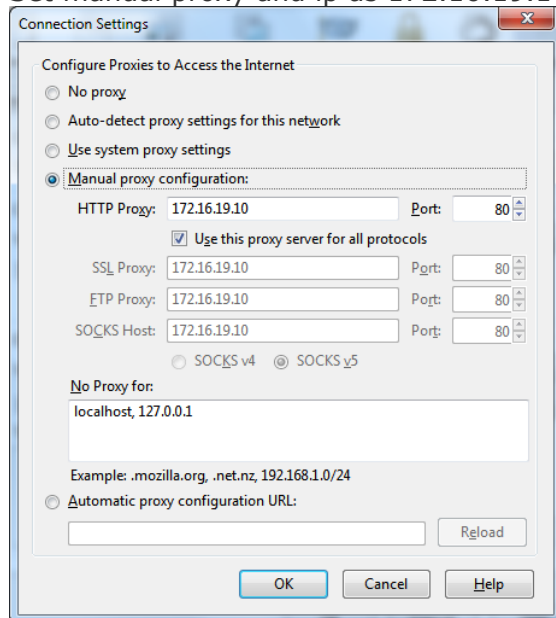 Connection Settings
x
Configure Proxies to Access the Internet
No proxy
Auto-detect proxy settings for this network
Use system proxy settings
Manual proxy configuration:
HTTP Proxy: 172.16.19.10 Port: 80
Use this proxy server for all protocols
SSL Proxy: 172.16.19.10 Port: 80
FTP Proxy: 172.16.19.10 Port: 80
SOCKS Host: 172.16.19.10 Port: 80
SOCKS v4 SOCKS v5
No Proxy for:
localhost, 127.0.0.1
Example: .mozilla.org, .net.nz, 192.168.1.0/24
Automatic proxy configuration URL:
Reload
OK Cancel Help